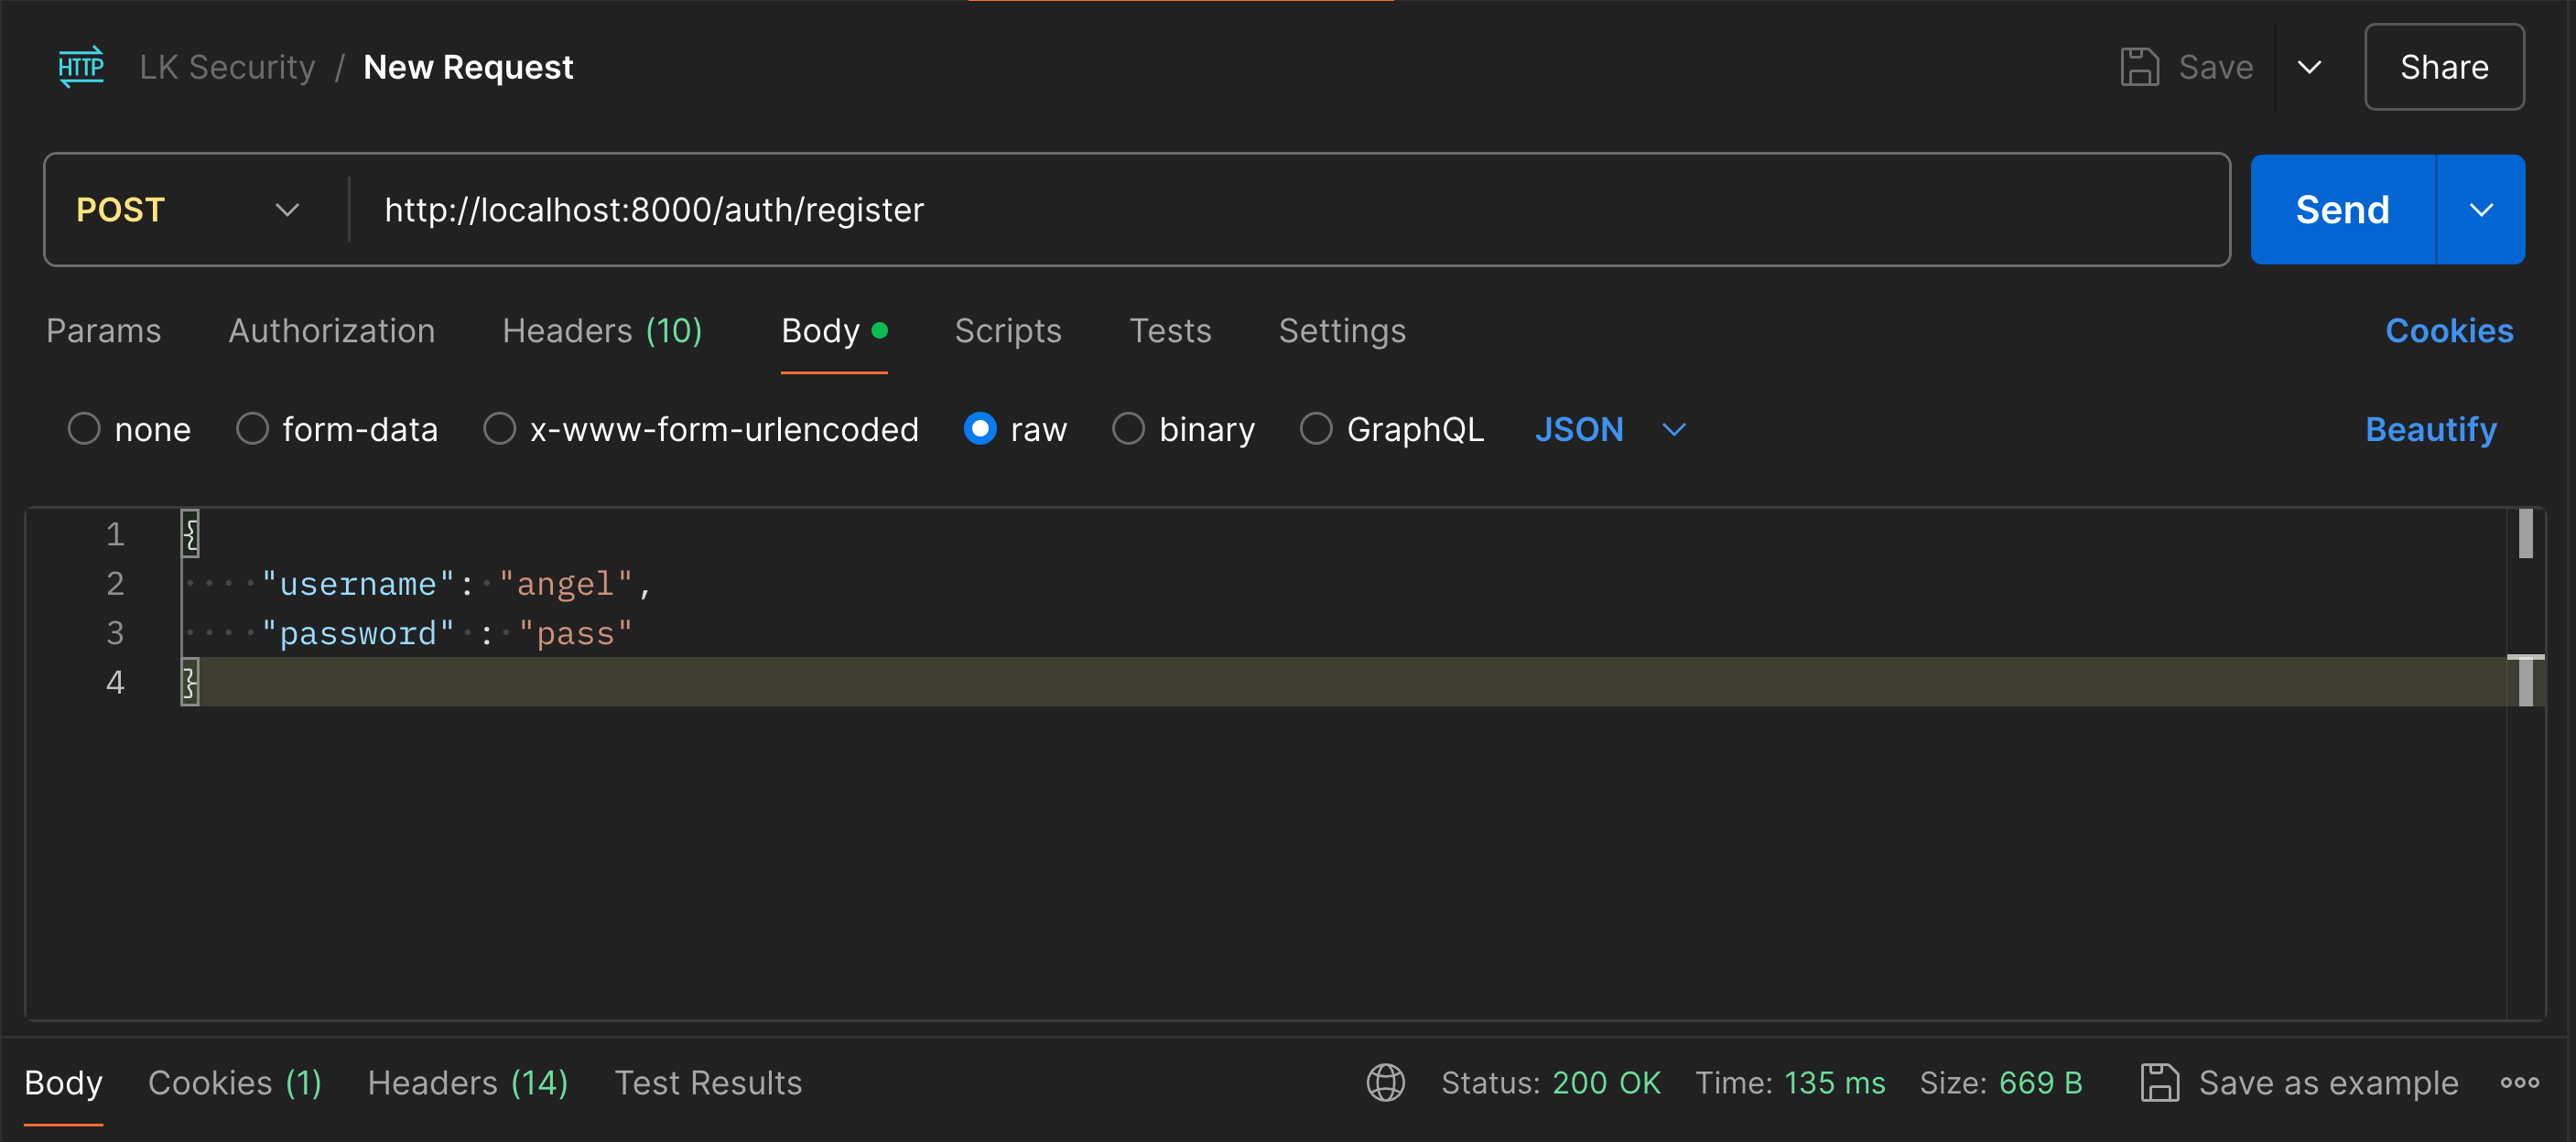 HTTP LK Security / New Request Save Share
POST http://localhost:8000/auth/register Send
Params Authorization Headers (10) Body Scripts Tests Settings Cookies
none form-data x-www-form-urlencoded raw binary GraphQL JSON Beautify
1 {
2 "username": "angel",
3 "password" : "pass"
4 }
Body Cookies (1) Headers (14) Test Results Status: 200 OK Time: 135 ms Size: 669 B Save as example